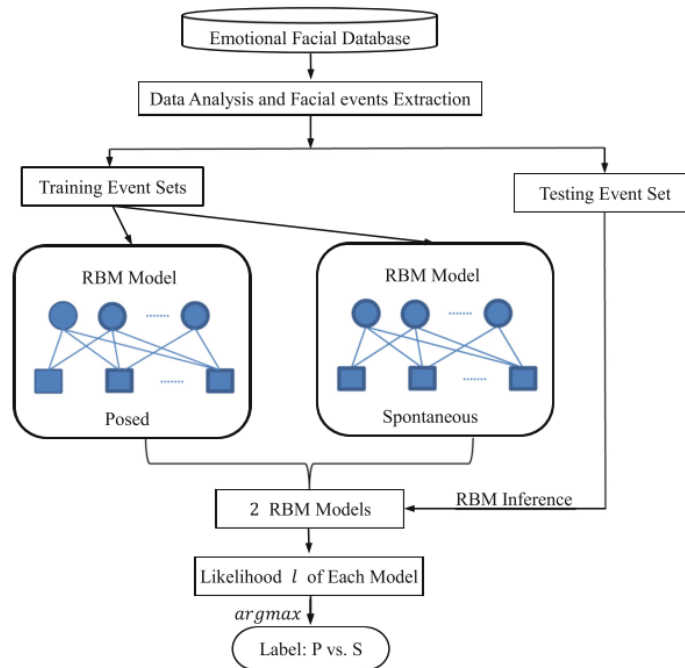 Emotional Facial Database
Data Analysis and Facial events Extraction
Training Event Sets
Testing Event Set
RBM Model
.......
.......
Posed
RBM Model
.......
.......
Spontaneous
2 RBM Models
RBM Inference
Likelihood l of Each Model
argmax
Label: P vs. S